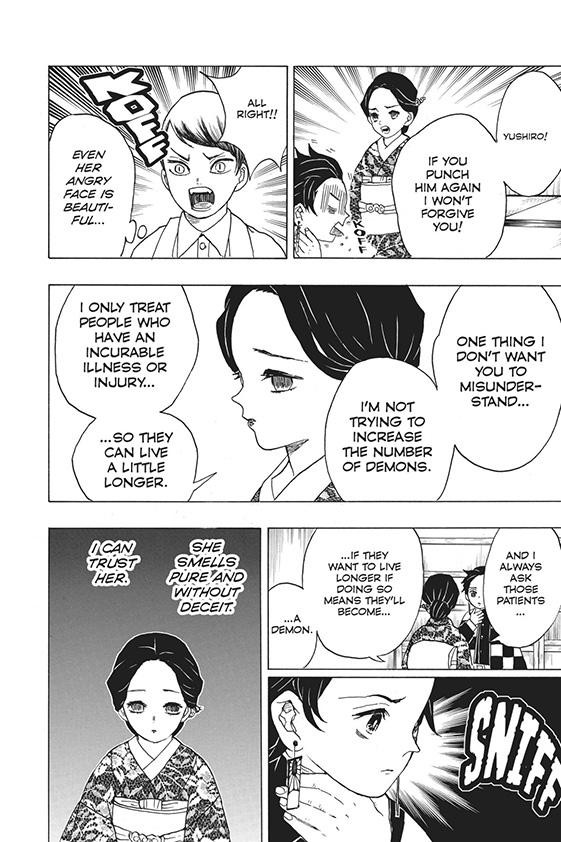 YUSHIRO!
IF YOU
PUNCH
HIM AGAIN
I WON'T
FORGIVE
YOU!
KOFF
ALL
RIGHT!!
KOFF
EVEN
HER
ANGRY
FACE IS
BEAUTI-
FUL...
ONE THING I
DON'T WANT
YOU TO
MISUNDER-
STAND...
I'M NOT
TRYING TO
INCREASE
THE NUMBER
OF DEMONS.
I ONLY TREAT
PEOPLE WHO
HAVE AN
INCURABLE
ILLNESS OR
INJURY...
...SO THEY
CAN LIVE
A LITTLE
LONGER.
AND I
ALWAYS
ASK
THOSE
PATIENTS
...
...IF THEY
WANT TO LIVE
LONGER IF
DOING SO
MEANS THEY'LL
BECOME...
...A
DEMON.
SNIFF
SHE
SMELLS
PURE AND
WITHOUT
DECEIT.
I CAN
TRUST
HER.